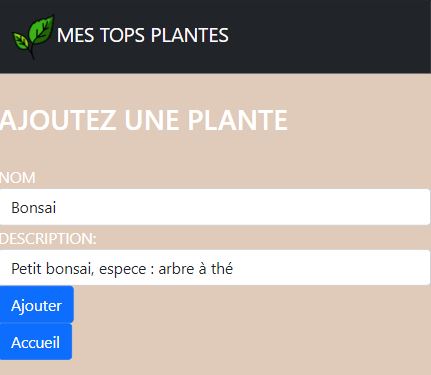 MES TOPS PLANTES
AJOUTEZ UNE PLANTE
NOM
Bonsai
DESCRIPTION:
Petit bonsai, espece : arbre à thé
Ajouter
Accueil